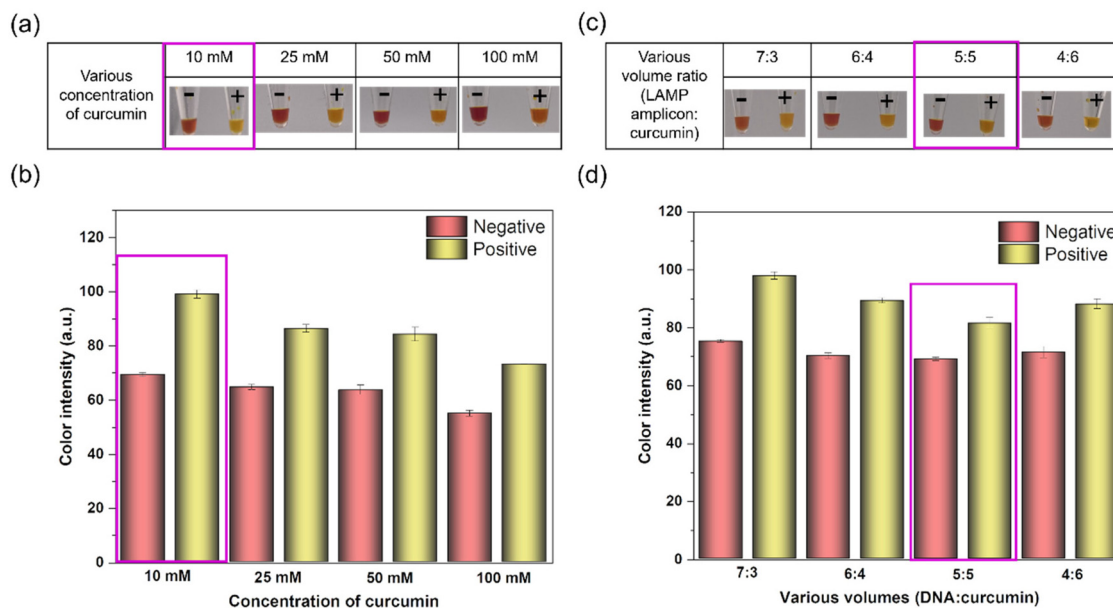 (a)
Various
concentration
of curcumin
10 mM 25 mM 50 mM 100 mM
- + - + - + - +
(b)
Negative
Positive
Color intensity (a.u.)
120
100
80
60
40
20
0
10 mM 25 mM 50 mM 100 mM
Concentration of curcumin
(c)
Various
volume ratio
(LAMP
amplicon:
curcumin)
7:3 6:4 5:5 4:6
- + - + - + - +
(d)
Negative
Positive
Color intensity (a.u.)
120
100
80
60
40
20
0
7:3 6:4 5:5 4:6
Various volumes (DNA:curcumin)